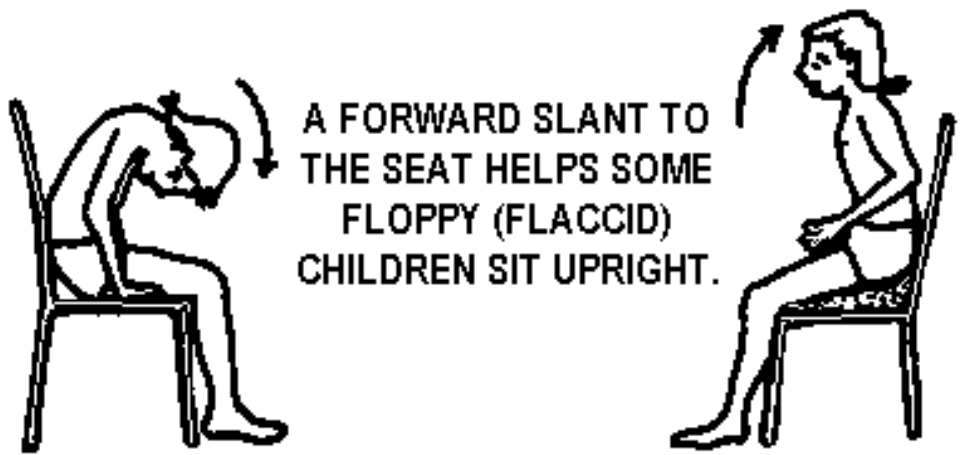 A FORWARD SLANT TO
THE SEAT HELPS SOME
FLOPPY (FLACCID)
CHILDREN SIT UPRIGHT.